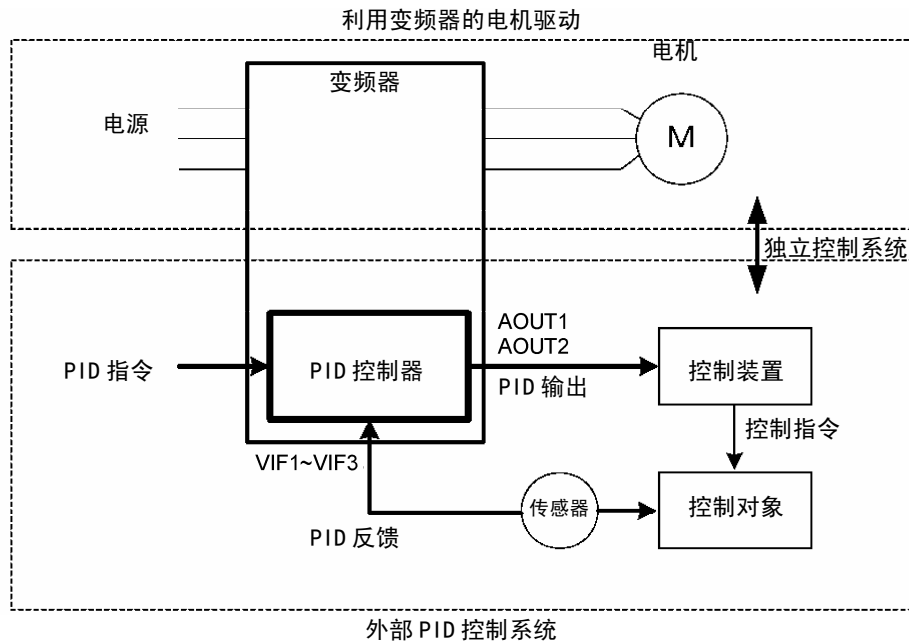 利用变频器的电机驱动
电机
变频器
电源
M
独立控制系统
AOUT1
AOUT2
PID 指令
PID 控制器
PID 输出
控制装置
控制指令
VIF1~VIF3
传感器
控制对象
PID 反馈
外部 PID 控制系统